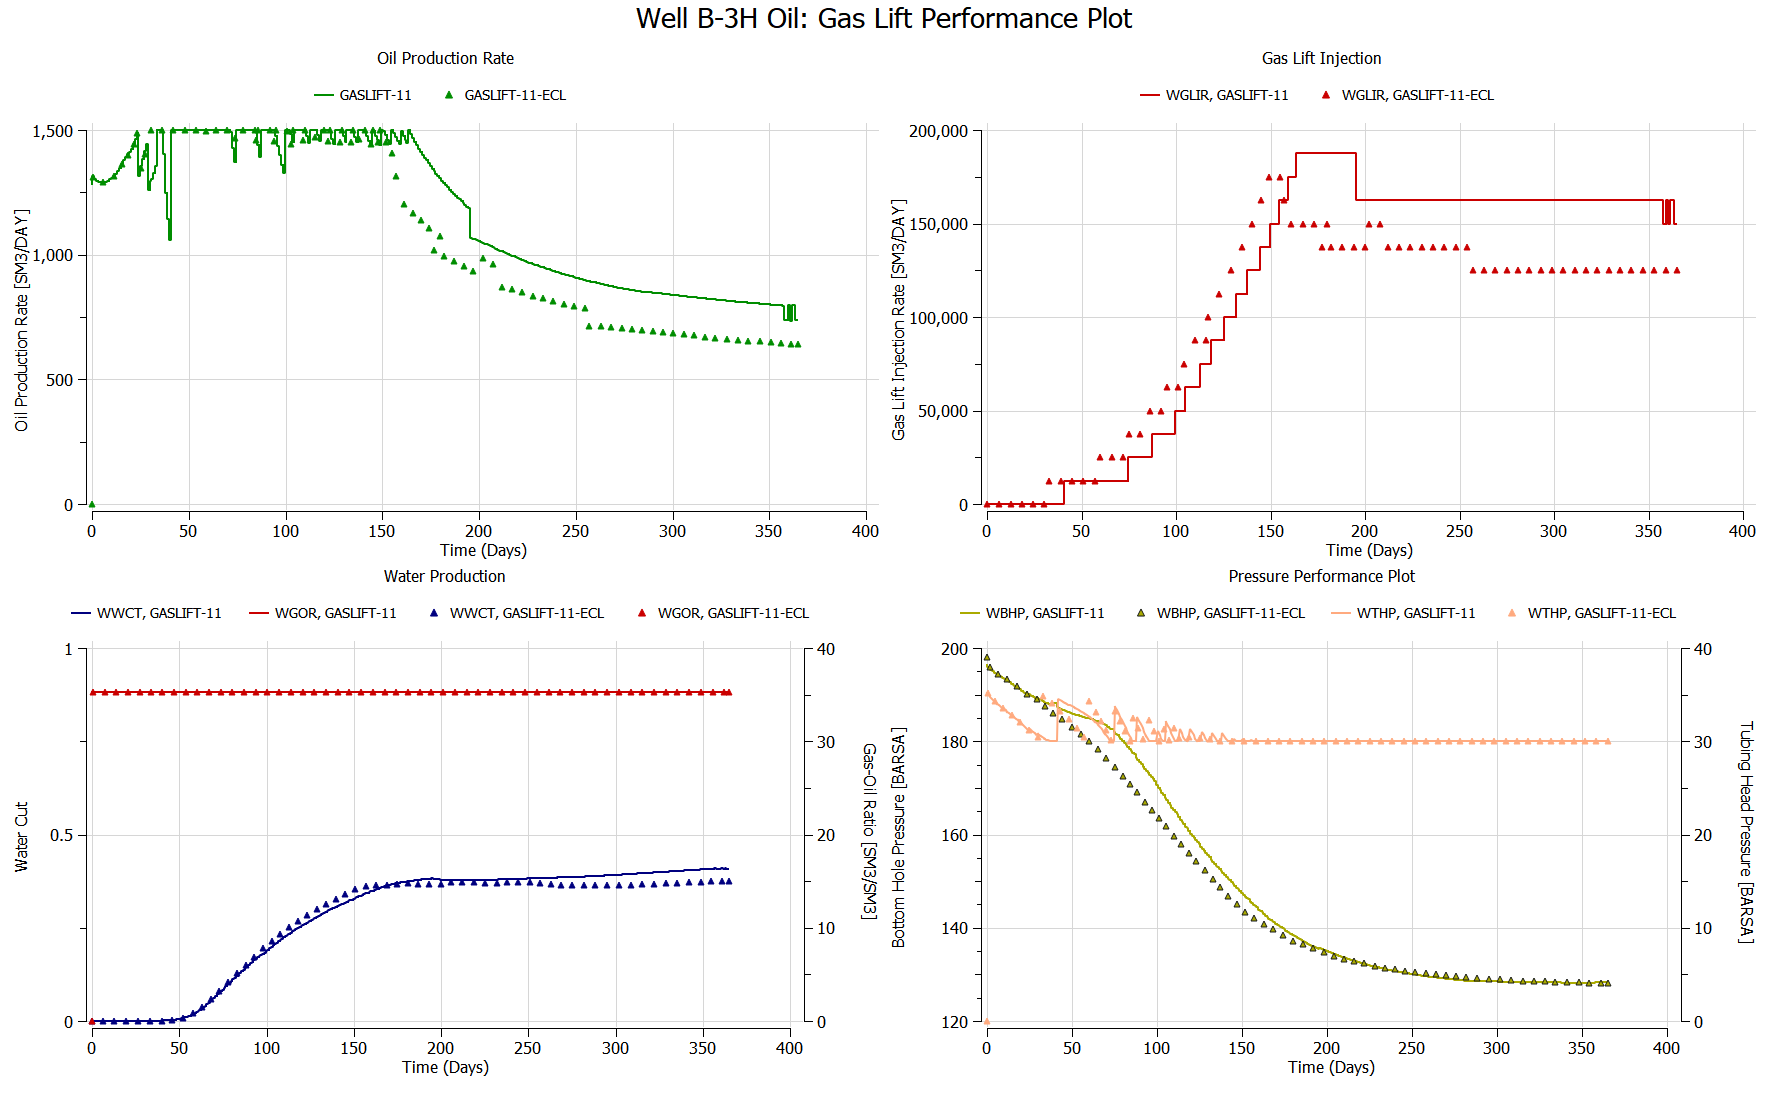 Well B-3H Oil: Gas Lift Performance Plot
Oil Production Rate
GASLIFT-11
GASLIFT-11-ECL
Oil Production Rate [SM3/DAY]
1,500
1,000
500
0
0 50 100 150 200 250 300 350 400
Time (Days)
Gas Lift Injection
WGLIR, GASLIFT-11
WGLIR, GASLIFT-11-ECL
Gas Lift Injection Rate [SM3/DAY]
200,000
150,000
100,000
50,000
0
0 50 100 150 200 250 300 350 400
Time (Days)
Water Production
WWCT, GASLIFT-11
WGOR, GASLIFT-11
WWCT, GASLIFT-11-ECL
WGOR, GASLIFT-11-ECL
Water Cut
1
0.5
0
40
30
20
10
0
Gas-Oil Ratio [SM3/SM3]
0 50 100 150 200 250 300 350 400
Time (Days)
Pressure Performance Plot
WBHP, GASLIFT-11
WBHP, GASLIFT-11-ECL
WTHP, GASLIFT-11
WTHP, GASLIFT-11-ECL
Bottom Hole Pressure [BARSA]
200
180
160
140
120
40
30
20
10
0
Tubing Head Pressure [BARSA]
0 50 100 150 200 250 300 350 400
Time (Days)